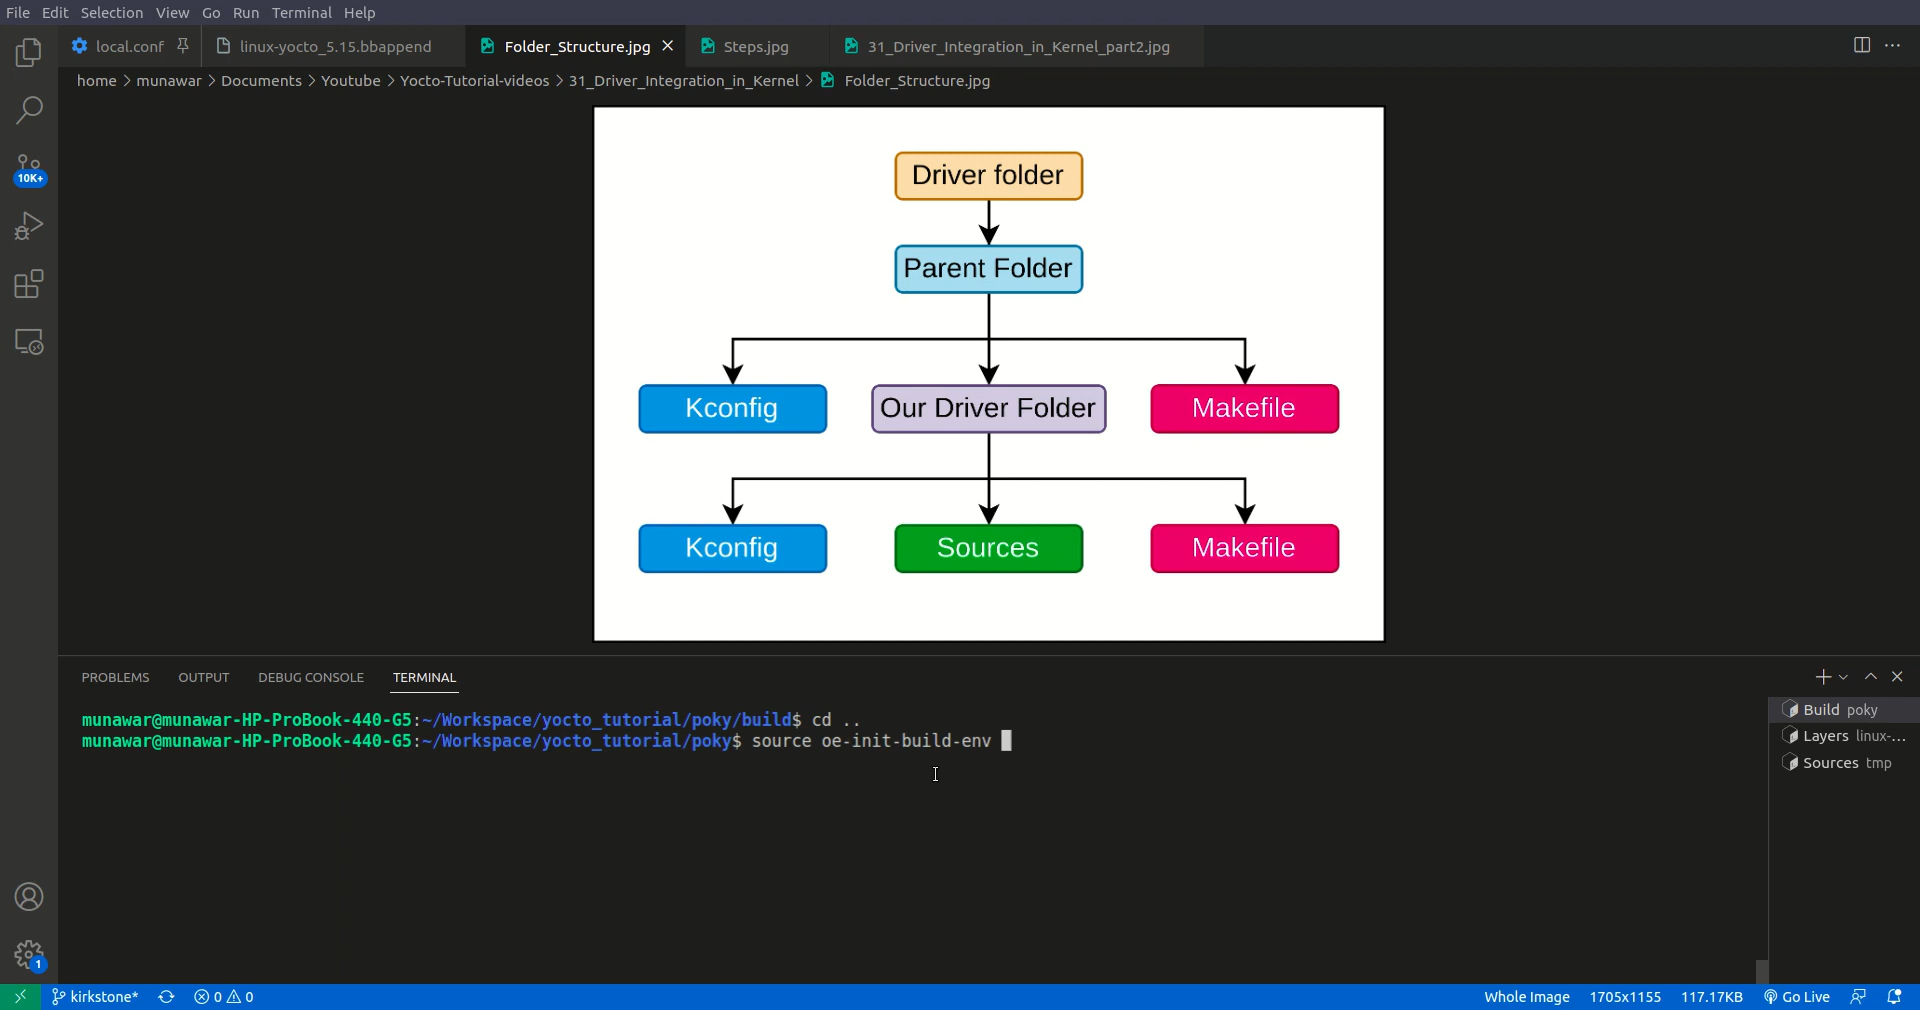 File Edit Selection View Go Run Terminal Help
local.conf linux-yocto_5.15.bbappend Folder_Structure.jpg Steps.jpg 31_Driver_Integration_in_Kernel_part2.jpg
home > munawar > Documents > Youtube > Yocto-Tutorial-videos > 31_Driver_Integration_in_Kernel > Folder_Structure.jpg
10K+
Driver folder
Parent Folder
Kconfig Our Driver Folder Makefile
Kconfig Sources Makefile
PROBLEMS OUTPUT DEBUG CONSOLE TERMINAL
munawar@munawar-HP-ProBook-440-G5:~/Workspace/yocto_tutorial/poky/build$ cd ..
munawar@munawar-HP-ProBook-440-G5:~/Workspace/yocto_tutorial/poky$ source oe-init-build-env
Build poky
Layers linux-...
Sources tmp
1
kirkstone* 0 0 Whole Image 1705x1155 117.17KB Go Live